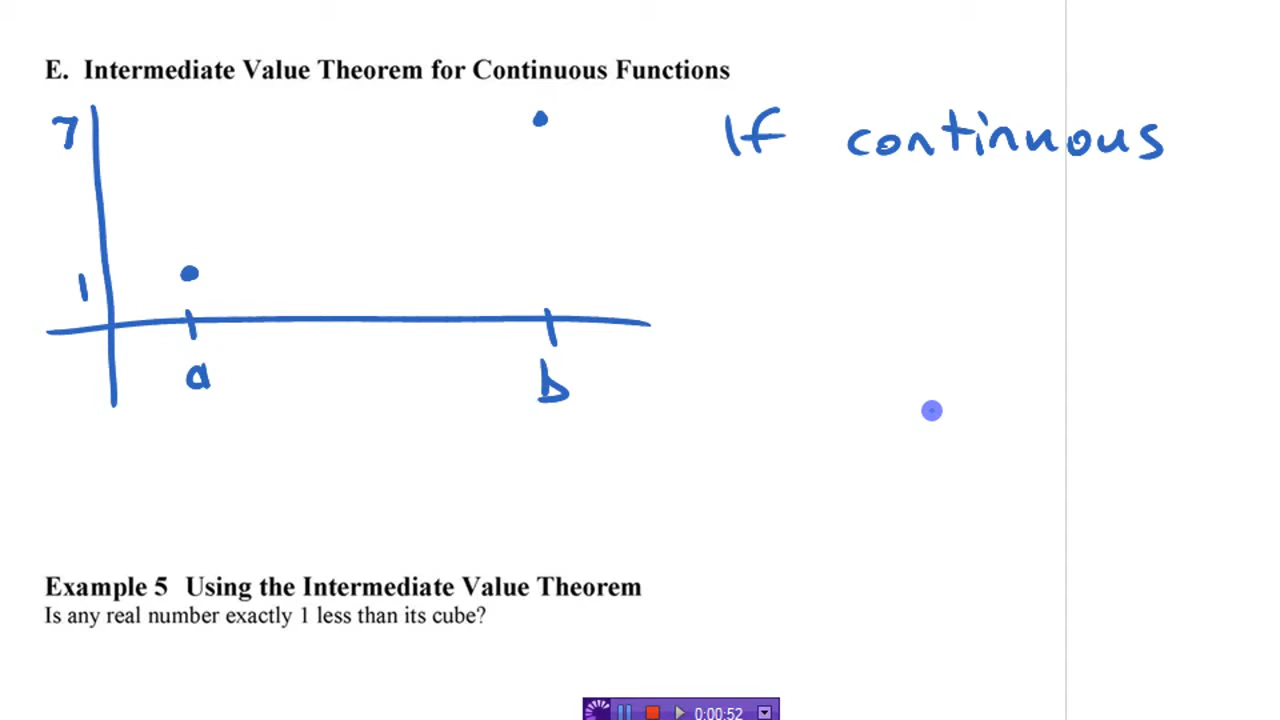 E. Intermediate Value Theorem for Continuous Functions
7
If continuous
1
a
b
Example 5 Using the Intermediate Value Theorem
Is any real number exactly 1 less than its cube?
0:00:52